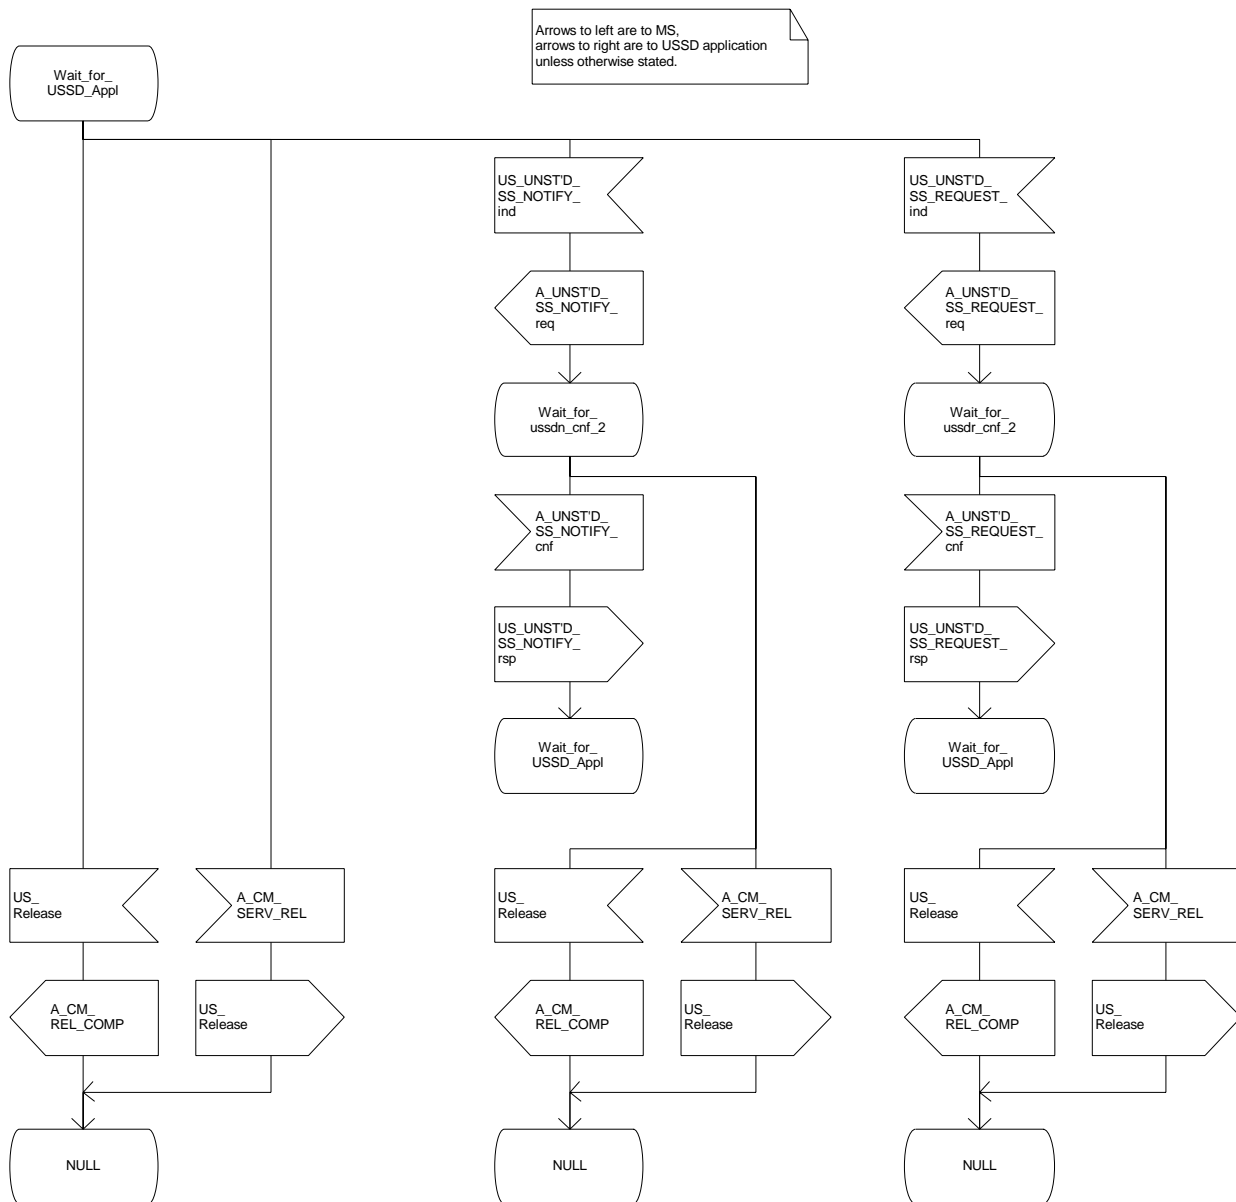 Arrows to left are to MS,
arrows to right are to USSD application
unless otherwise stated.
Wait_for_
USSD_Appl
US_UNST'D_
SS_NOTIFY_
ind
US_UNST'D_
SS_REQUEST_
ind
A_UNST'D_
SS_NOTIFY_
req
A_UNST'D_
SS_REQUEST_
req
Wait_for_
ussdn_cnf_2
Wait_for_
ussdr_cnf_2
A_UNST'D_
SS_NOTIFY_
cnf
A_UNST'D_
SS_REQUEST_
cnf
US_UNST'D_
SS_NOTIFY_
rsp
US_UNST'D_
SS_REQUEST_
rsp
Wait_for_
USSD_Appl
Wait_for_
USSD_Appl
US_
Release
A_CM_
SERV_REL
US_
Release
A_CM_
SERV_REL
US_
Release
A_CM_
SERV_REL
A_CM_
REL_COMP
US_
Release
A_CM_
REL_COMP
US_
Release
A_CM_
REL_COMP
US_
Release
NULL
NULL
NULL